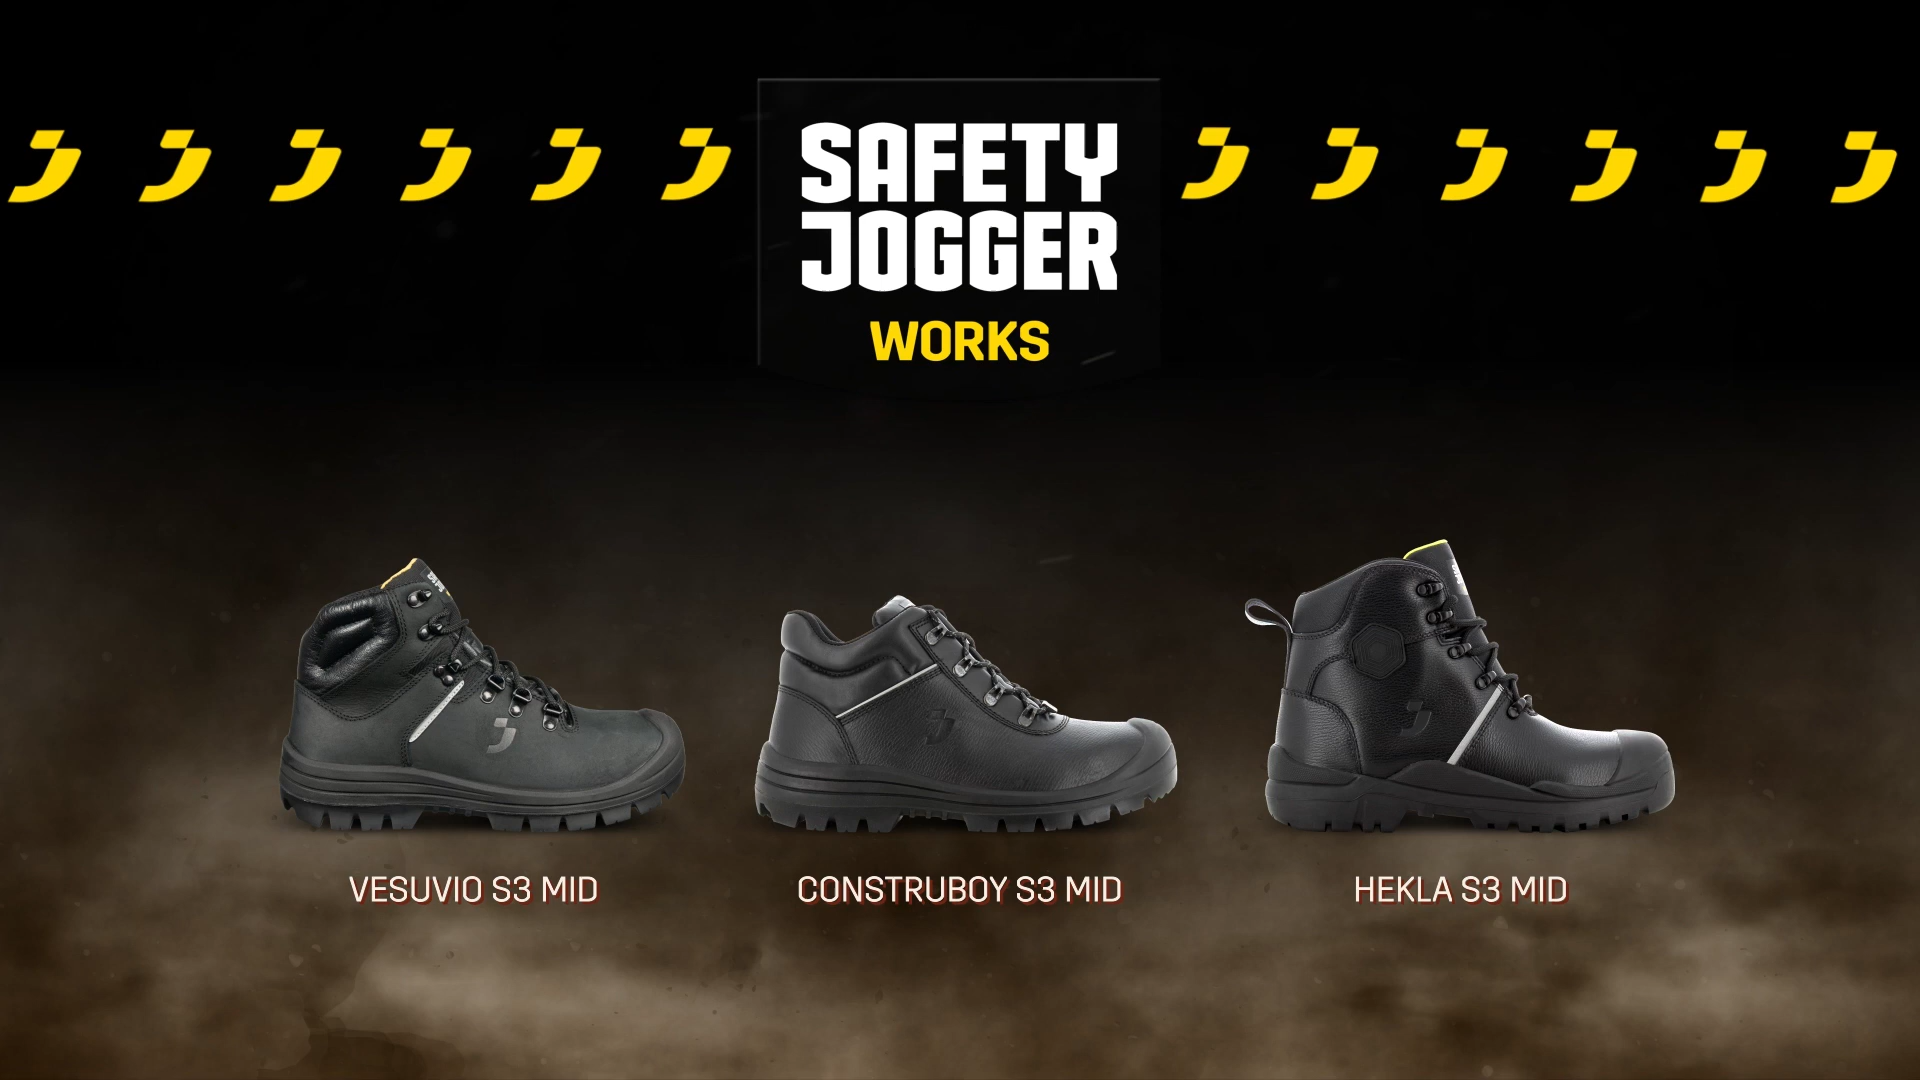 SAFETY
JOGGER
WORKS
VESUVIO S3 MID
CONSTRUBOY S3 MID
HEKLA S3 MID